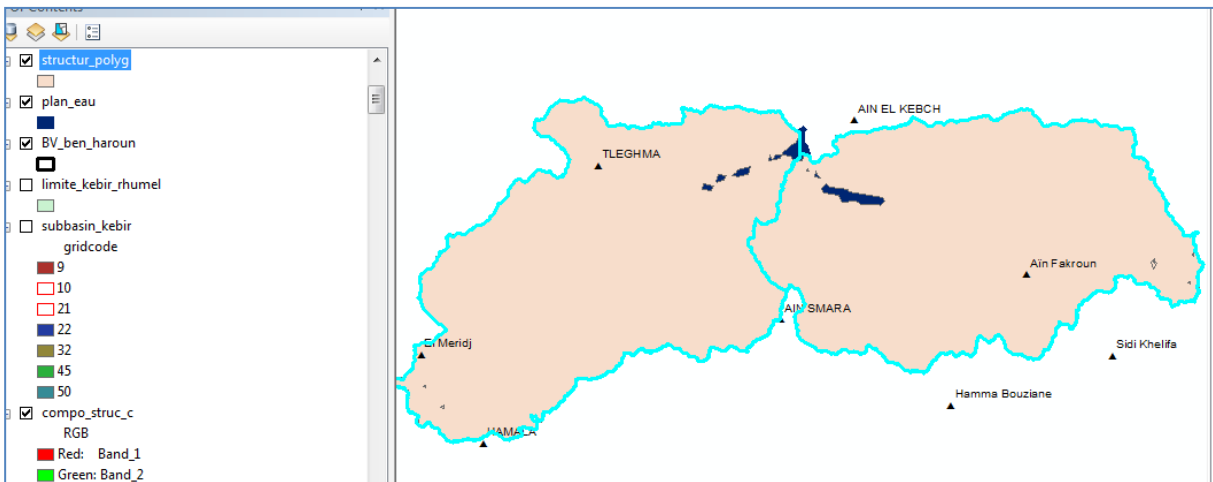 structur_polyg
plan_eau
BV_ben_haroun
limite_kebir_rhumel
subbasin_kebir
gridcode
9
10
21
22
32
45
50
compo_struc_c
RGB
Red: Band_1
Green: Band_2
AIN EL KEBCH
TLEGHMA
Aïn Fakroun
AIN SMARA
El Meridj
Sidi Khelifa
Hamma Bouziane
HAMALA